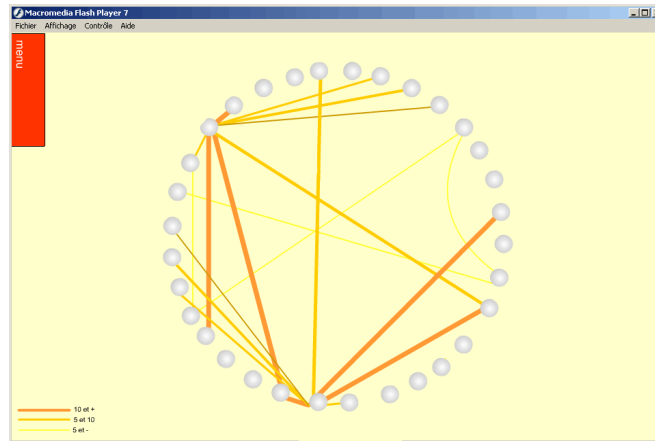 Macromedia Flash Player 7
Fichier Affichage Contrôle Aide
menu
10 et +
5 et 10
5 et -